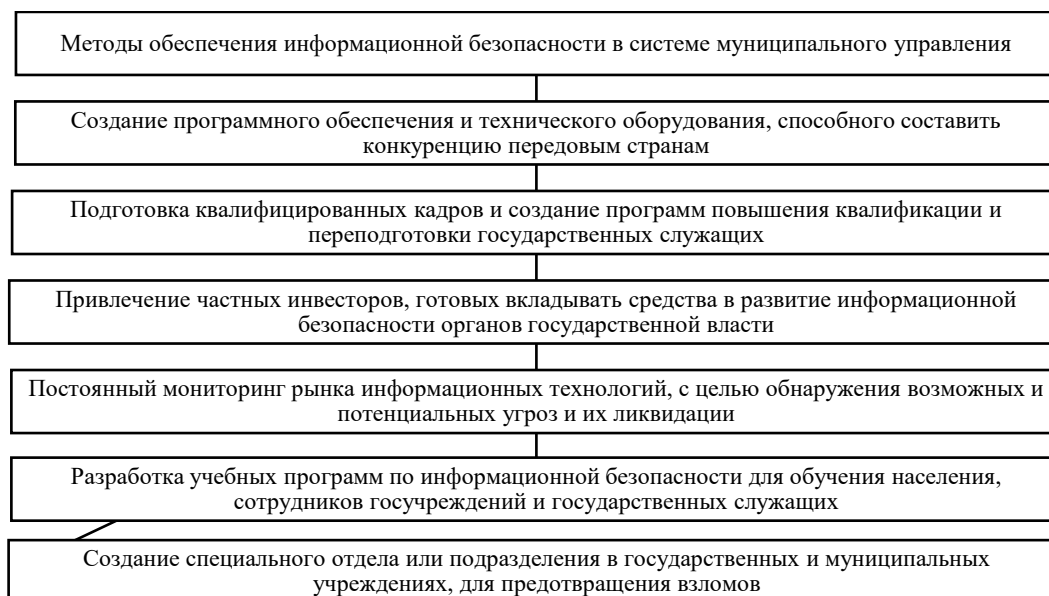 Методы обеспечения информационной безопасности в системе муниципального управления
Создание программного обеспечения и технического оборудования, способного составить
конкуренцию передовым странам
Подготовка квалифицированных кадров и создание программ повышения квалификации и
переподготовки государственных служащих
Привлечение частных инвесторов, готовых вкладывать средства в развитие информационной
безопасности органов государственной власти
Постоянный мониторинг рынка информационных технологий, с целью обнаружения возможных и
потенциальных угроз и их ликвидации
Разработка учебных программ по информационной безопасности для обучения населения,
сотрудников госучреждений и государственных служащих
Создание специального отдела или подразделения в государственных и муниципальных
учреждениях, для предотвращения взломов